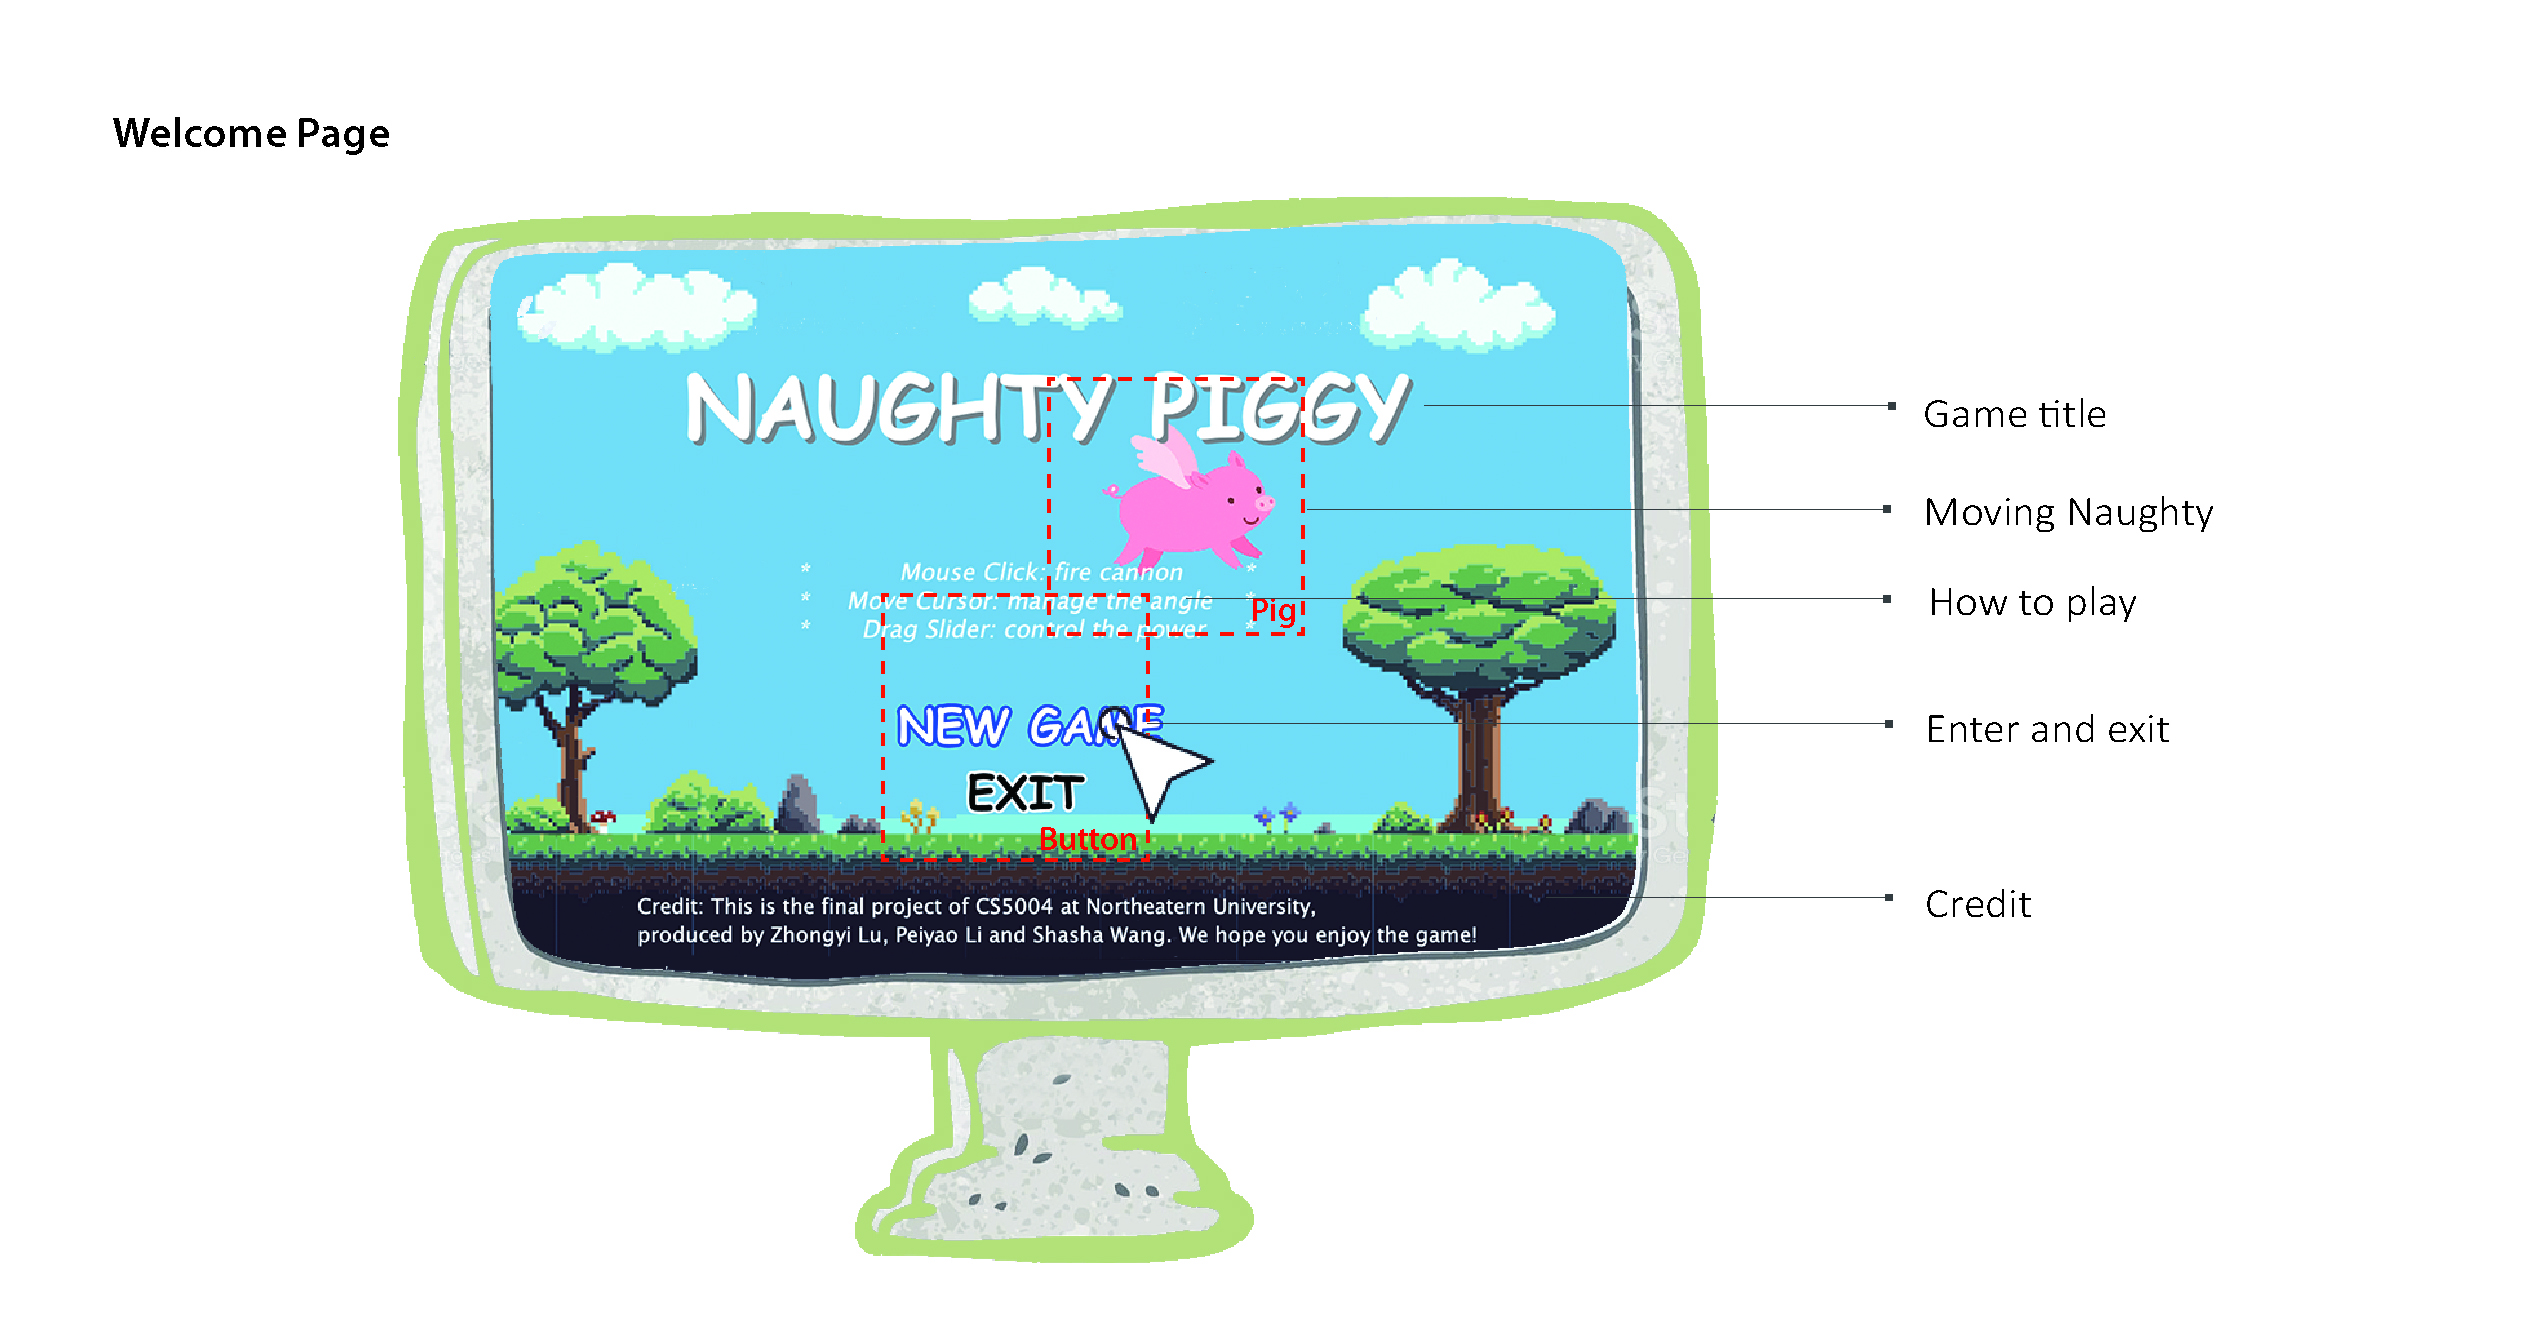 Welcome Page
NAUGHTY PIGGY
Game title
Moving Naughty
* Mouse Click: fire cannon *
* Move Cursor: manage the angle *
How to play
Pig
* Drag Slider: control the power *
NEW GAME
Enter and exit
EXIT
Button
Credit: This is the final project of CS5004 at Northeatern University,
Credit
produced by Zhongyi Lu, Peiyao Li and Shasha Wang. We hope you enjoy the game!